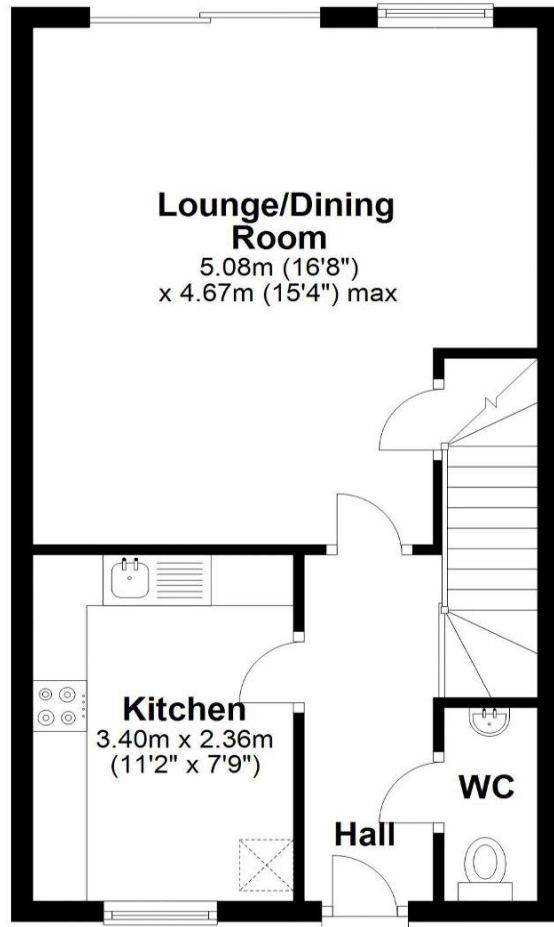 Lounge/Dining
Room
5.08m (16'8")
x 4.67m (15'4") max
Kitchen
3.40m x 2.36m
(11'2" x 7'9")
WC
Hall